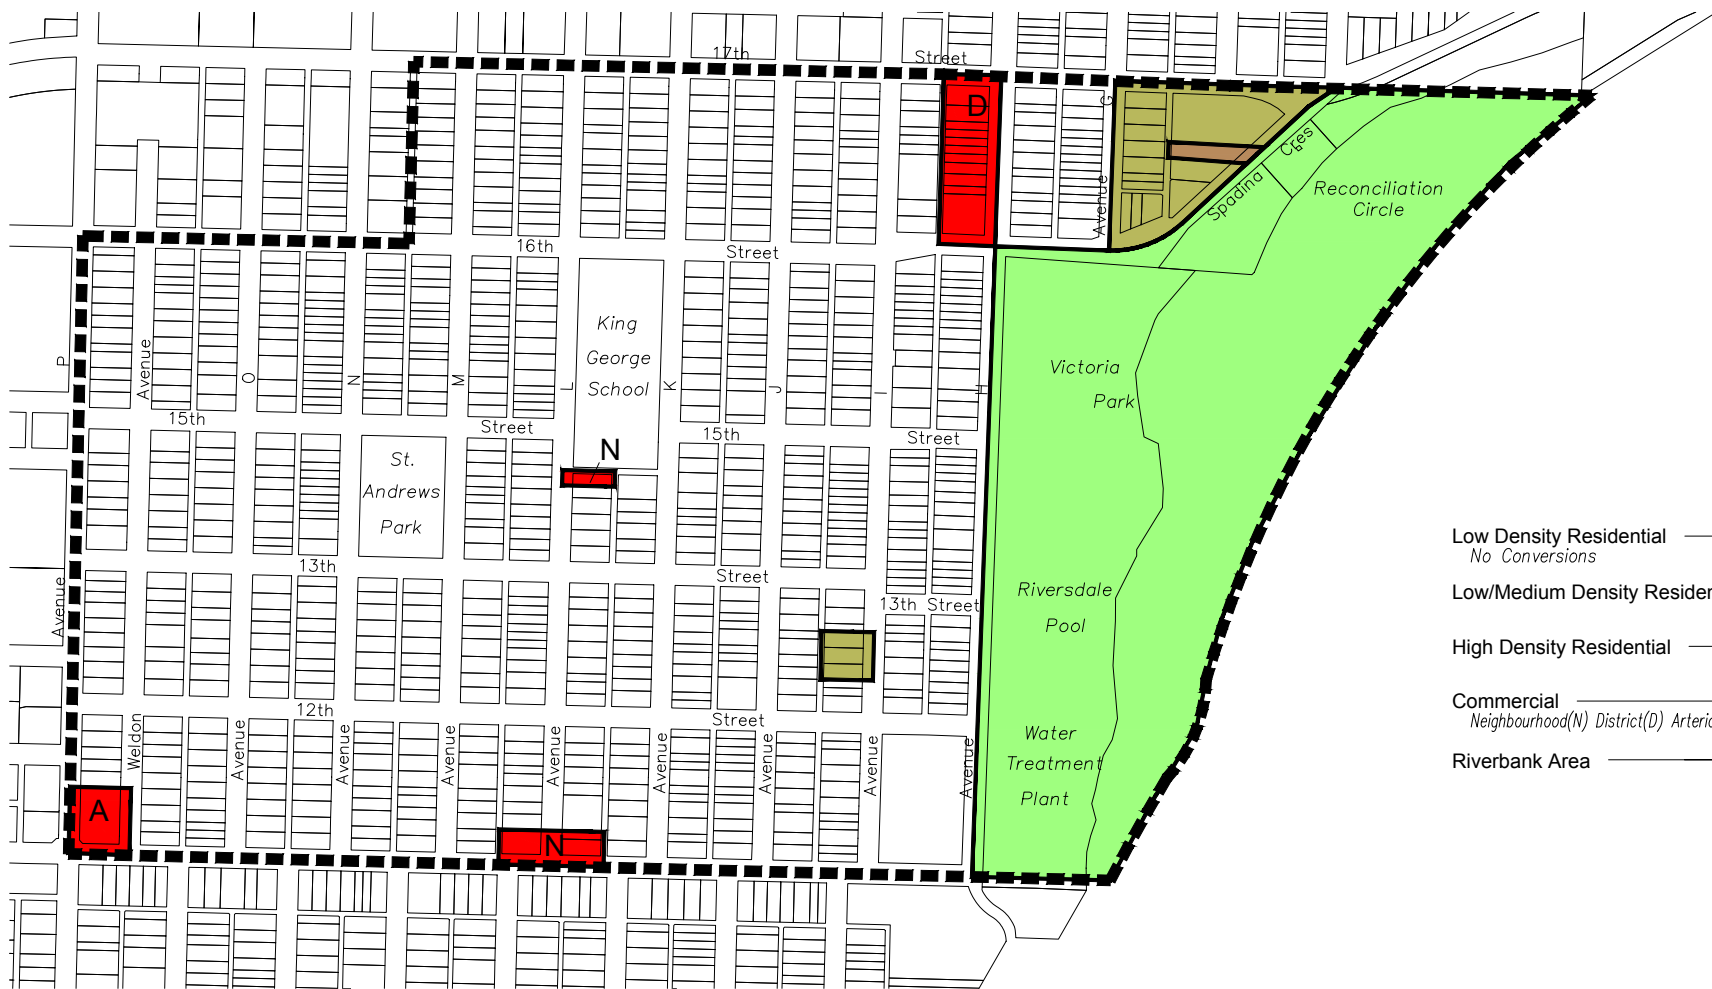 17th
Street
D
G
Avenue
Cres
Spadina
Reconciliation
Circle
16th
Street
King
George
School
Victoria
Park
P
Avenue
O
N
M
L
K
J
I
H
15th
Street
15th
Street
N
St.
Andrews
Park
Low Density Residential
No Conversions
Low/Medium Density Residen
High Density Residential
Commercial
Neighbourhood(N) District(D) Arteria
Riverbank Area
13th
Street
13th Street
Avenue
Riversdale
Pool
12th
Street
Weldon
Avenue
Avenue
Avenue
Avenue
Avenue
Avenue
Avenue
Avenue
Water
Treatment
Plant
A
N